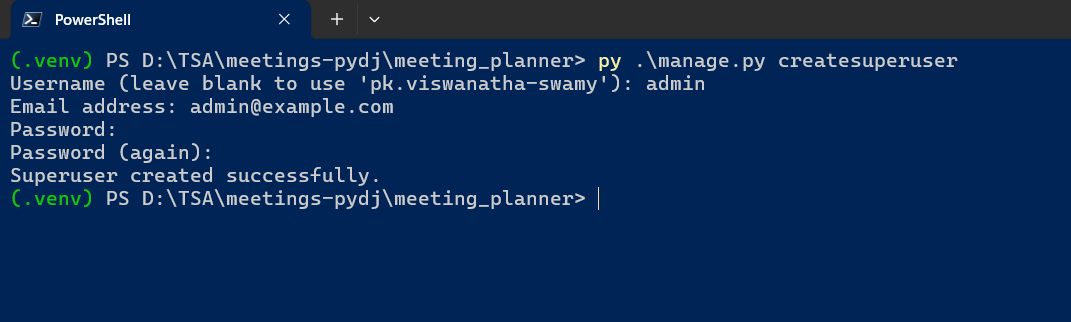 PowerShell
(.venv) PS D:\TSA\meetings-pydj\meeting_planner> py .\manage.py createsuperuser
Username (leave blank to use 'pk.viswanatha-swamy'): admin
Email address: admin@example.com
Password:
Password (again):
Superuser created successfully.
(.venv) PS D:\TSA\meetings-pydj\meeting_planner>